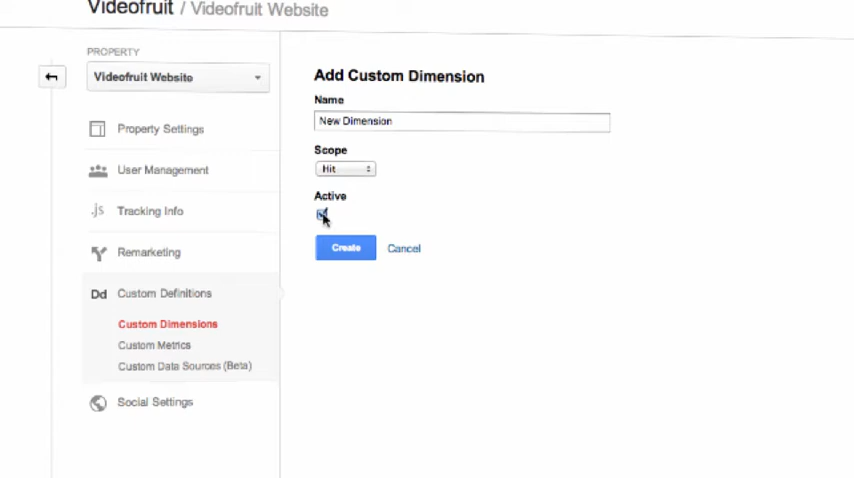 Videofruit / Videofruit Website
PROPERTY
Videofruit Website
Property Settings
User Management
.js Tracking Info
Remarketing
Dd Custom Definitions
Custom Dimensions
Custom Metrics
Custom Data Sources (Beta)
Social Settings
Add Custom Dimension
Name
New Dimension
Scope
Hit
Active
Create Cancel